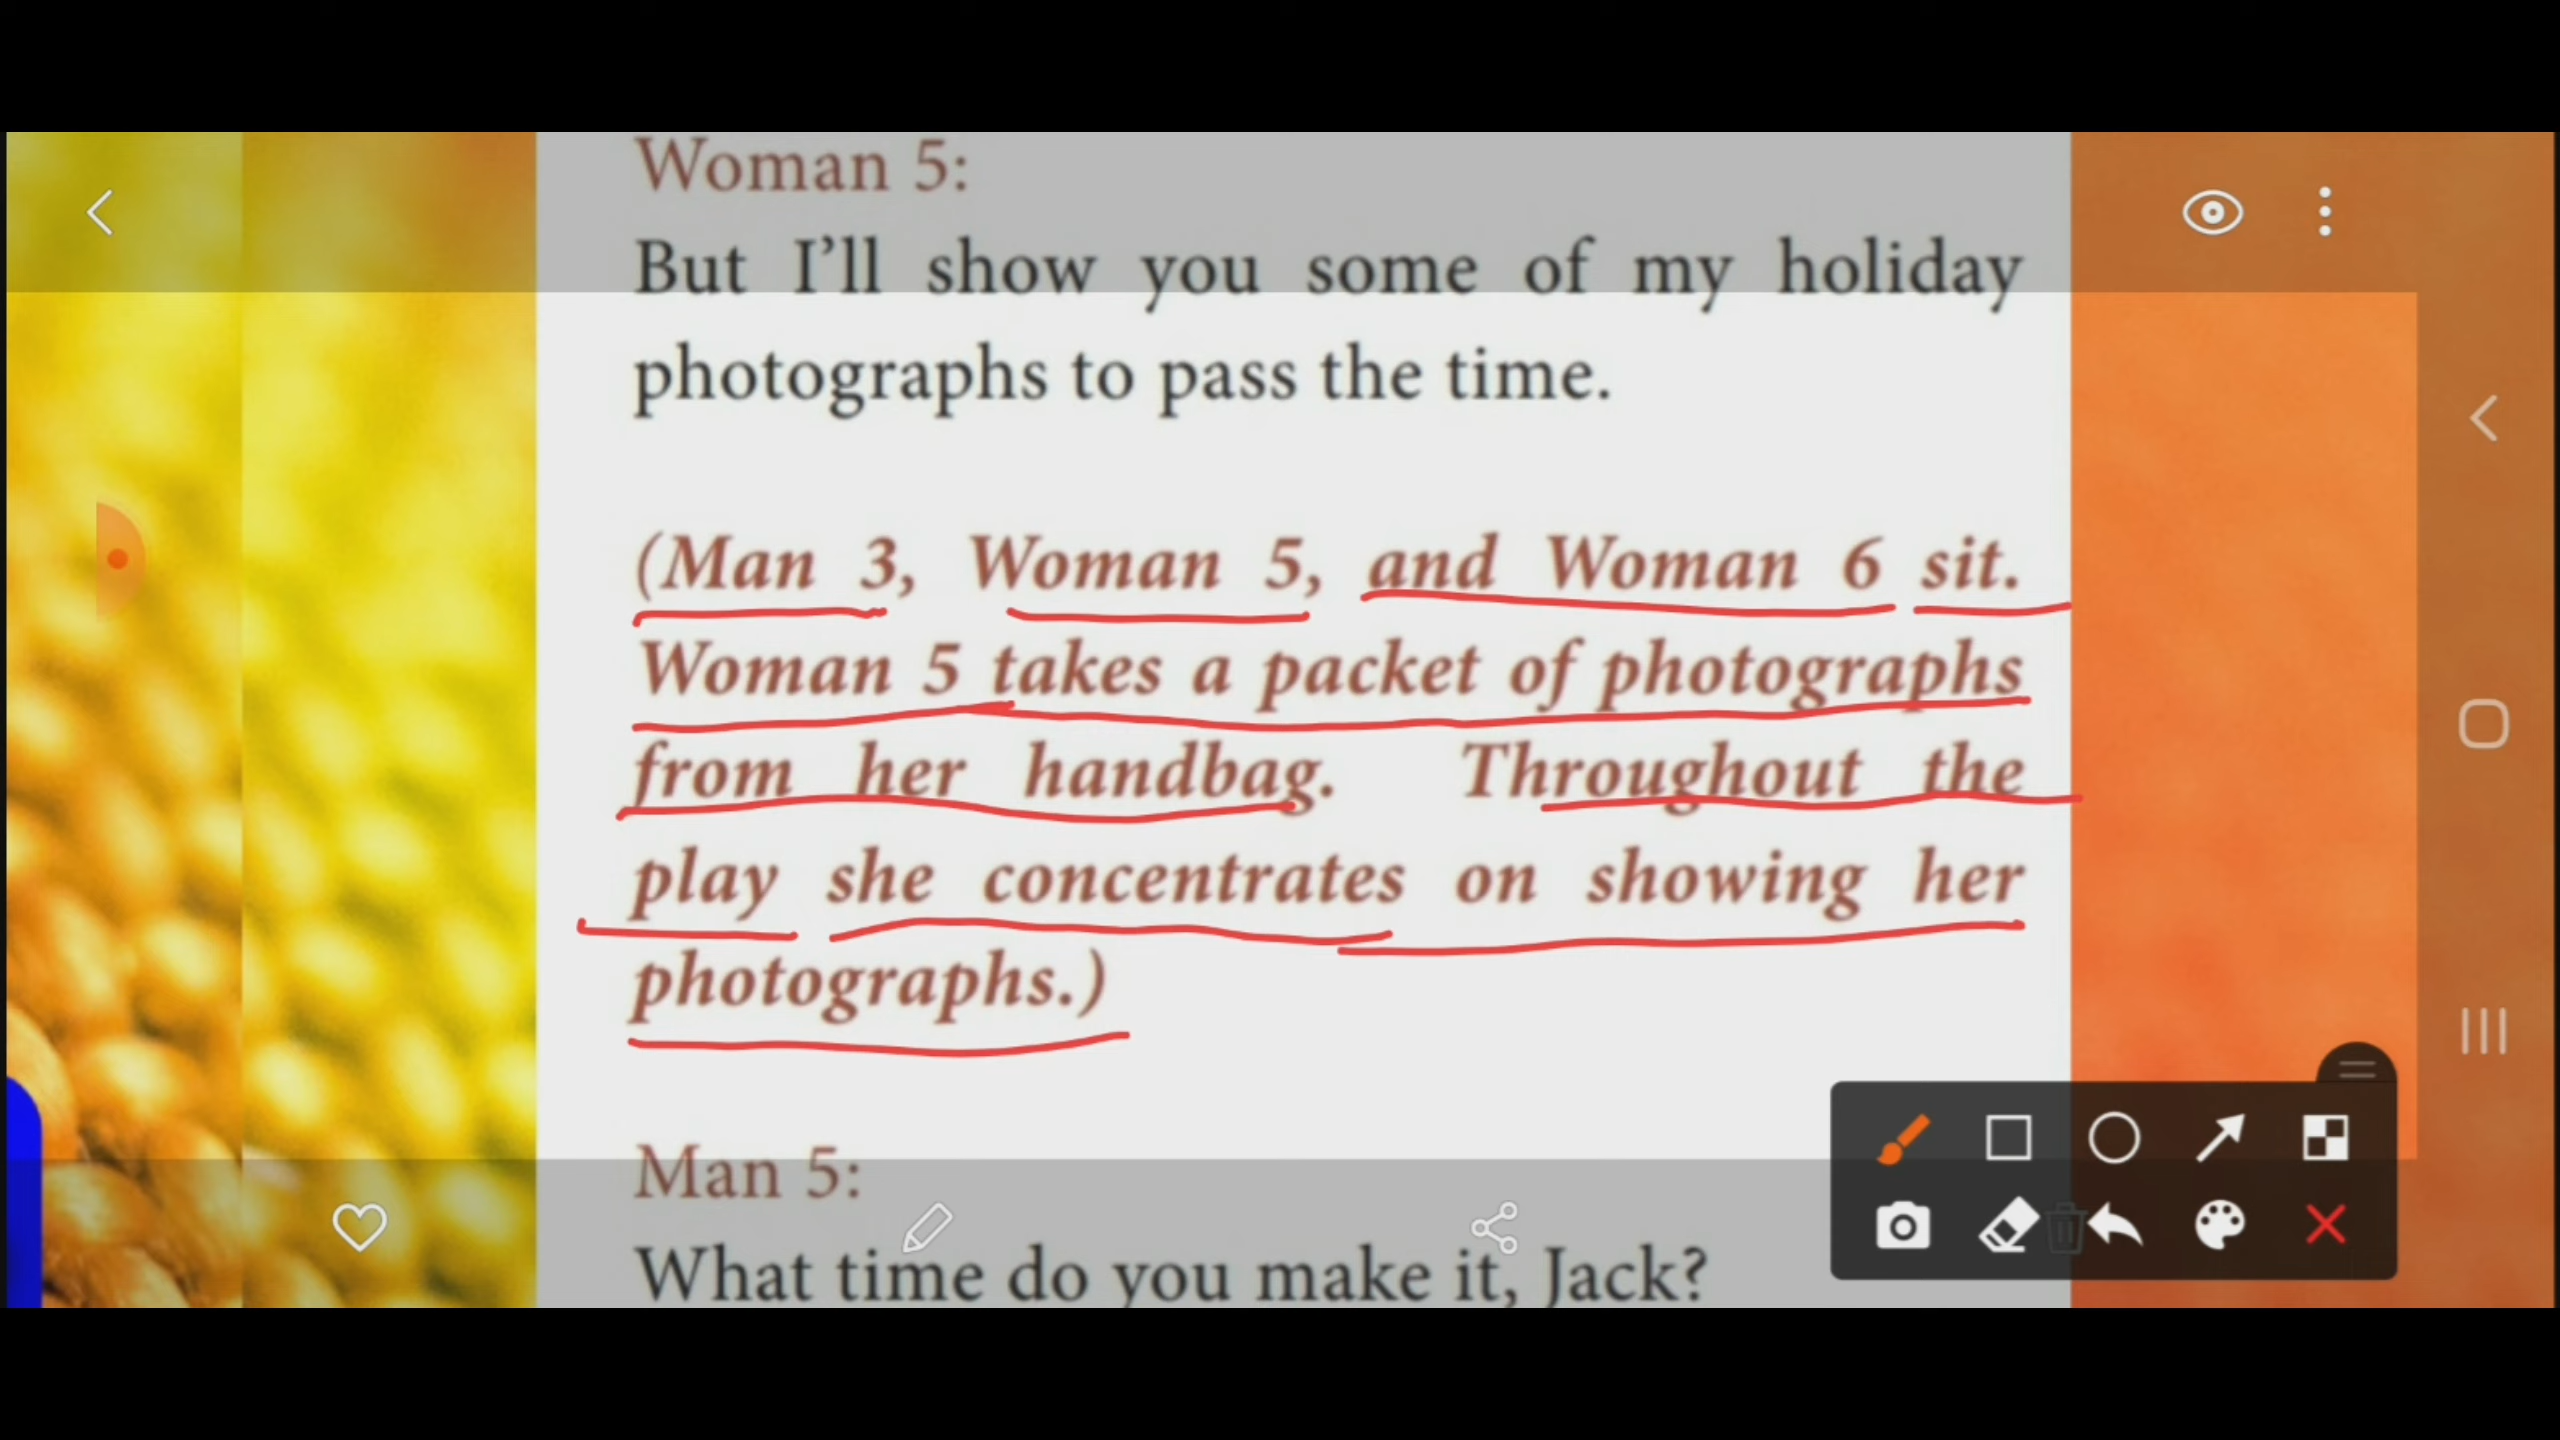 Woman 5:
But I’ll show you some of my holiday
photographs to pass the time.
(Man 3, Woman 5, and Woman 6 sit.
Woman 5 takes a packet of photographs
from her handbag. Throughout the
play she concentrates on showing her
photographs.)
Man 5:
What time do you make it, Jack?